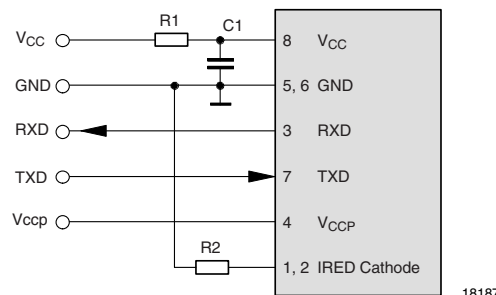 R1 C1
VCC 8 VCC
GND 5, 6 GND
RXD 3 RXD
TXD 7 TXD
Vccp 4 VCCP
R2
1, 2 IRED Cathode
18187